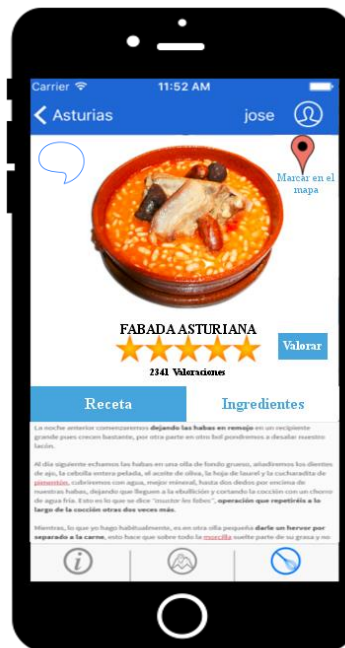 Carrier 11:52 AM
Asturias jose
Marcar en el
mapa
FABADA ASTURIANA
Valorar
2341 Valoraciones
Receta Ingredientes
La noche anterior comenzaremos dejando las habas en remojo en un recipiente
grande pues crecen bastante, por otra parte en otro bol pondremos a desalar nuestro
lacón.
Al día siguiente echamos las habas en una olla de fondo grueso, añadiremos los dientes
de ajo, la cebolla entera pelada, el aceite de oliva, la hoja de laurel y la cucharadita de
pimentón, cubriremos con agua, mejor mineral, hasta dos dedos por encima de
nuestras habas, dejando que lleguen a la ebullición y cortando la cocción con un chorro
de agua fría. Esto es lo que se dice "mustar les fabes", operación que repetiréis a lo
largo de la cocción otras dos veces más.
Mientras, lo que yo hago habitualmente, es en otra olla pequeña darle un hervor por
separado a la carne, esto hace que sobre todo la morcilla suelte parte de su grasa y no